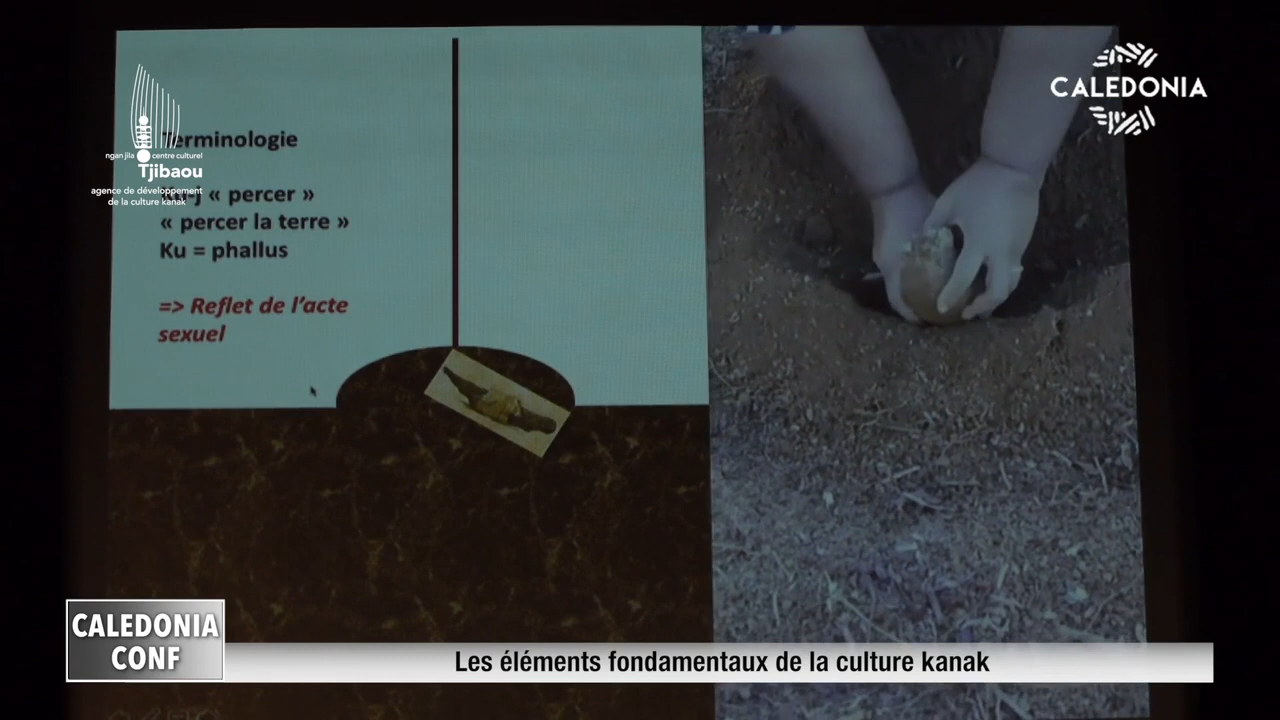 CALEDONIA
ngan jila centre culturel
Tjibaou
agence de développement
de la culture kanak
Terminologie
« percer »
« percer la terre »
Ku = phallus
=> Reflet de l'acte
sexuel
CALEDONIA
CONF
Les éléments fondamentaux de la culture kanak